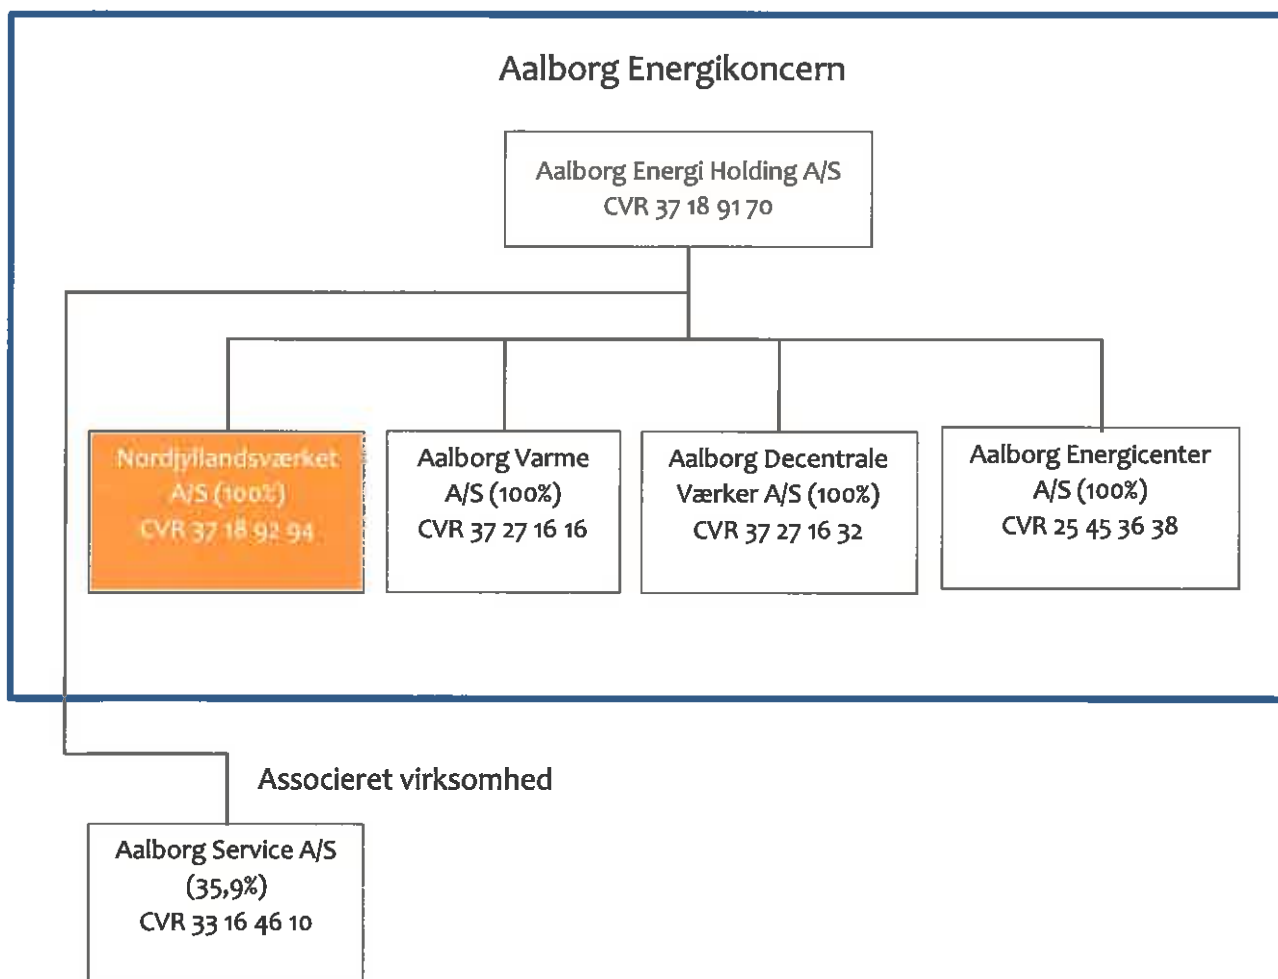 Aalborg Energikoncern
Aalborg Energi Holding A/S
CVR 37 18 91 70
Nordjyllandsværket
A/S (100%)
CVR 37 18 92 94
Aalborg Varme
A/S (100%)
CVR 37 27 16 16
Aalborg Decentrale
Værker A/S (100%)
CVR 37 27 16 32
Aalborg Energicenter
A/S (100%)
CVR 25 45 36 38
Associeret virksomhed
Aalborg Service A/S
(35,9%)
CVR 33 16 46 10